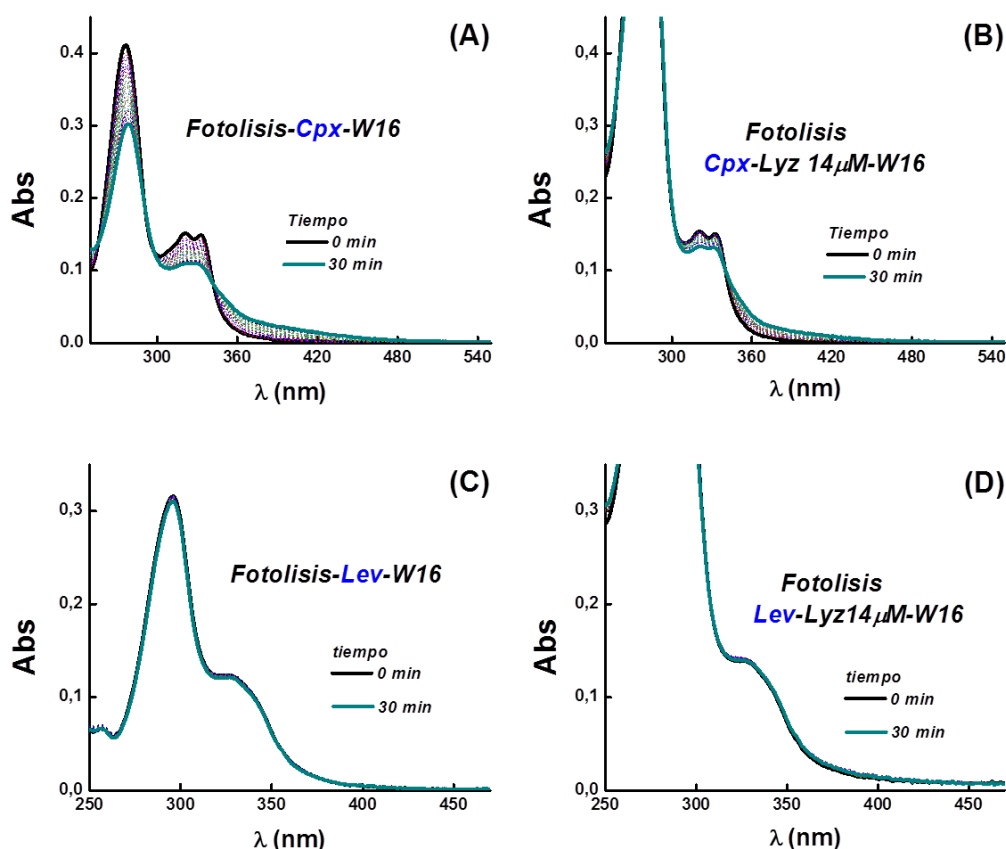 (A)
Fotolisis-Cpx-W16
Tiempo
0 min
30 min
Abs
0,4
0,3
0,2
0,1
0,0
300 360 420 480 540
λ (nm)
(B)
Fotolisis
Cpx-Lyz 14μM-W16
Tiempo
0 min
30 min
Abs
0,4
0,3
0,2
0,1
0,0
300 360 420 480 540
λ (nm)
(C)
Fotolisis-Lev-W16
tiempo
0 min
30 min
Abs
0,3
0,2
0,1
0,0
250 300 350 400 450
λ (nm)
(D)
Fotolisis
Lev-Lyz14μM-W16
tiempo
0 min
30 min
Abs
0,3
0,2
0,1
0,0
250 300 350 400 450
λ (nm)